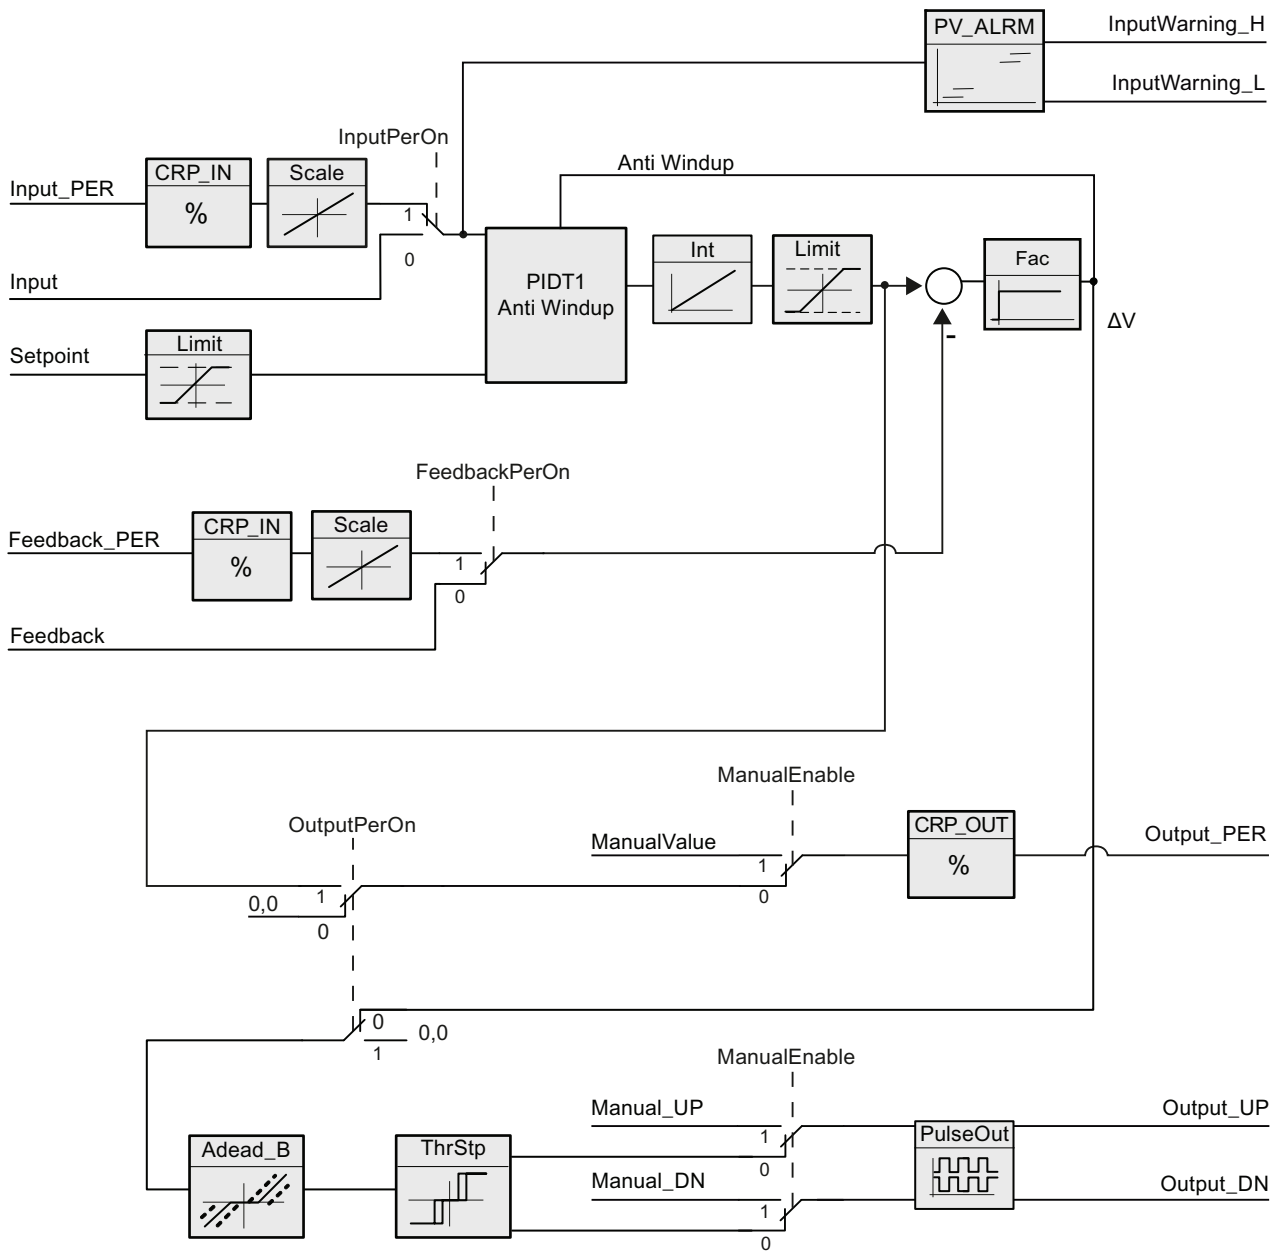 PV_ALRM
InputWarning_H
InputWarning_L
InputPerOn
Anti Windup
Input_PER
CRP_IN
%
Scale
1
0
Input
PIDT1
Anti Windup
Int
Limit
Fac
ΔV
-
Setpoint
Limit
FeedbackPerOn
Feedback_PER
CRP_IN
%
Scale
1
0
Feedback
ManualEnable
OutputPerOn
ManualValue
1
0
CRP_OUT
%
Output_PER
0,0
1
0
0
1
0,0
ManualEnable
Manual_UP
1
0
Output_UP
Adead_B
ThrStp
PulseOut
Manual_DN
1
0
Output_DN